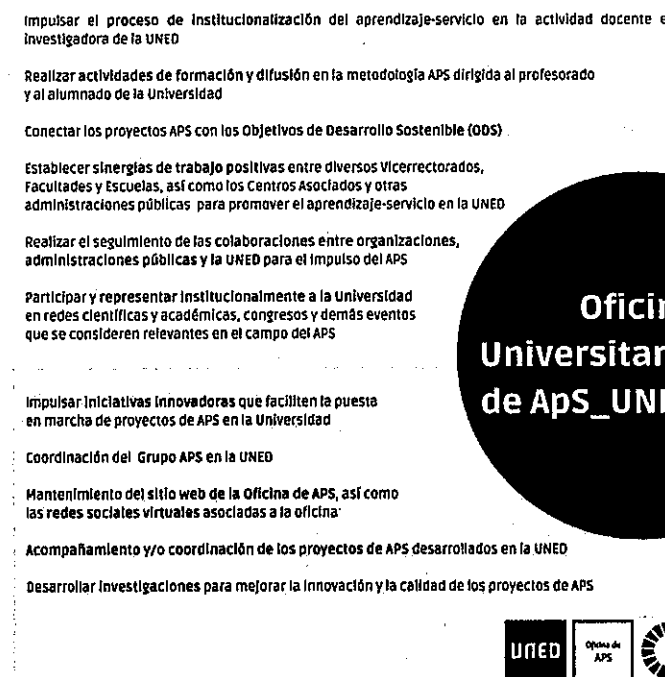 Impulsar el proceso de institucionalización del aprendizaje-servicio en la actividad docente e
investigadora de la UNED
Realizar actividades de formación y difusión en la metodología APS dirigida al profesorado
y al alumnado de la Universidad
Conectar los proyectos APS con los Objetivos de Desarrollo Sostenible (ODS)
Establecer sinergias de trabajo positivas entre diversos Vicerrectorados,
Facultades y Escuelas, así como los Centros Asociados y otras
administraciones públicas para promover el aprendizaje-servicio en la UNED
Realizar el seguimiento de las colaboraciones entre organizaciones,
administraciones públicas y la UNED para el impulso del APS
Participar y representar institucionalmente a la Universidad
en redes científicas y académicas, congresos y demás eventos
que se consideren relevantes en el campo del APS
Oficin
Universitar
de ApS_UNE
Impulsar iniciativas innovadoras que faciliten la puesta
en marcha de proyectos de APS en la Universidad
Coordinación del Grupo APS en la UNED
Mantenimiento del sitio web de la Oficina de APS, así como
las redes sociales virtuales asociadas a la oficina
Acompañamiento y/o coordinación de los proyectos de APS desarrollados en la UNED
Desarrollar investigaciones para mejorar la innovación y la calidad de los proyectos de APS
UNED
Oficina de
APS